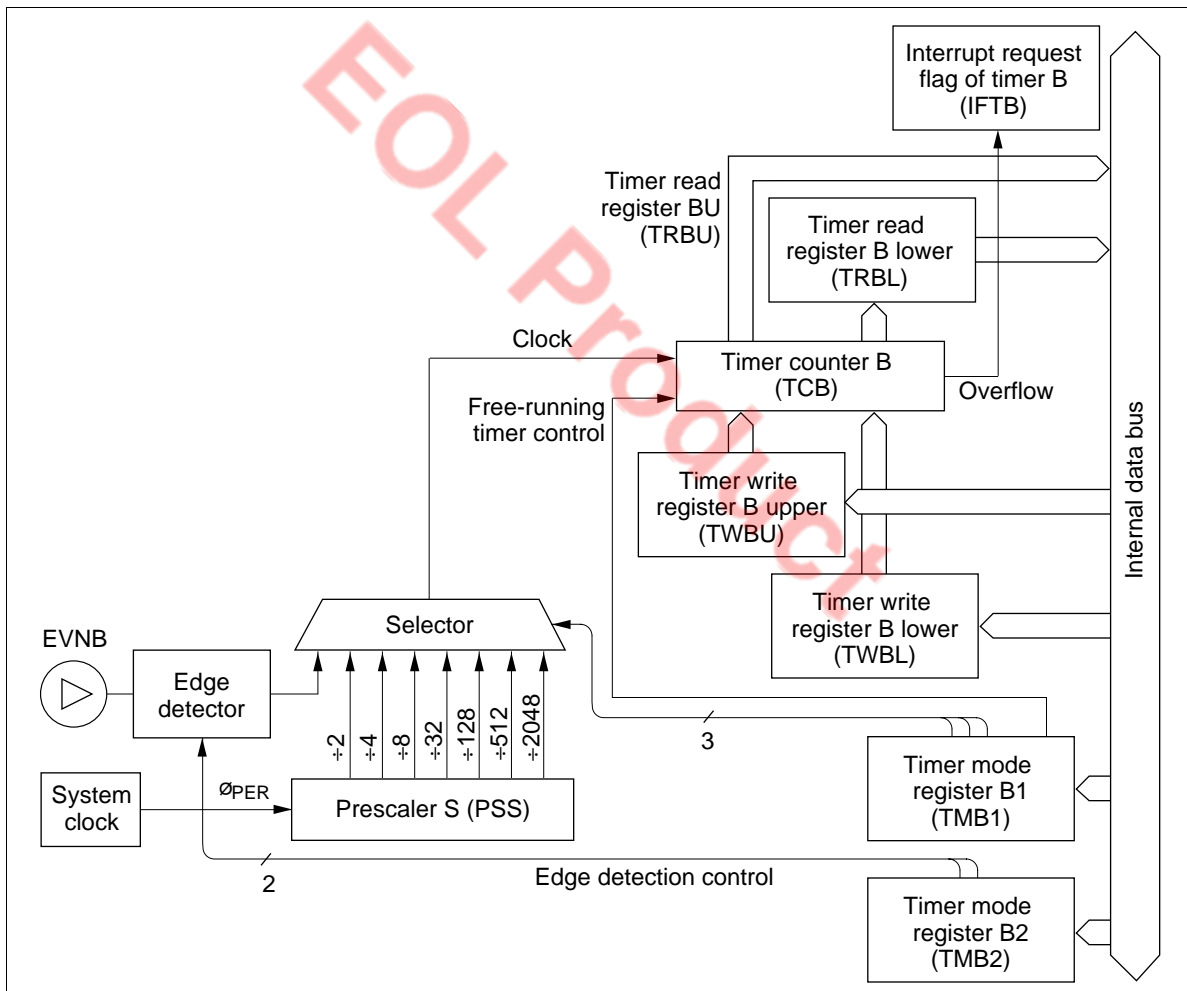 Interrupt request
flag of timer B
(IFTB)
Timer read
register BU
(TRBU)
Timer read
register B lower
(TRBL)
Clock
Timer counter B
(TCB)
Overflow
Free-running
timer control
Timer write
register B upper
(TWBU)
Internal data bus
Timer write
register B lower
(TWBL)
Selector
EVNB
Edge
detector
÷2
÷4
÷8
÷32
÷128
÷512
÷2048
3
System
clock
øPER
Prescaler S (PSS)
Timer mode
register B1
(TMB1)
2
Edge detection control
Timer mode
register B2
(TMB2)
EOL Product